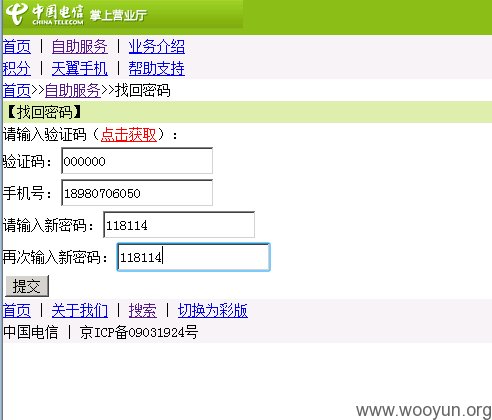 中国电信 掌上营业厅
CHINA TELECOM
首页 | 自助服务 | 业务介绍
积分 | 天翼手机 | 帮助支持
首页>>自助服务>>找回密码
【找回密码】
请输入验证码（点击获取）：
验证码：000000
手机号：18980706050
请输入新密码：118114
再次输入新密码：118114
提交
首页 | 关于我们 | 搜索 | 切换为彩版
中国电信 | 京ICP备09031924号
www.wooyun.org